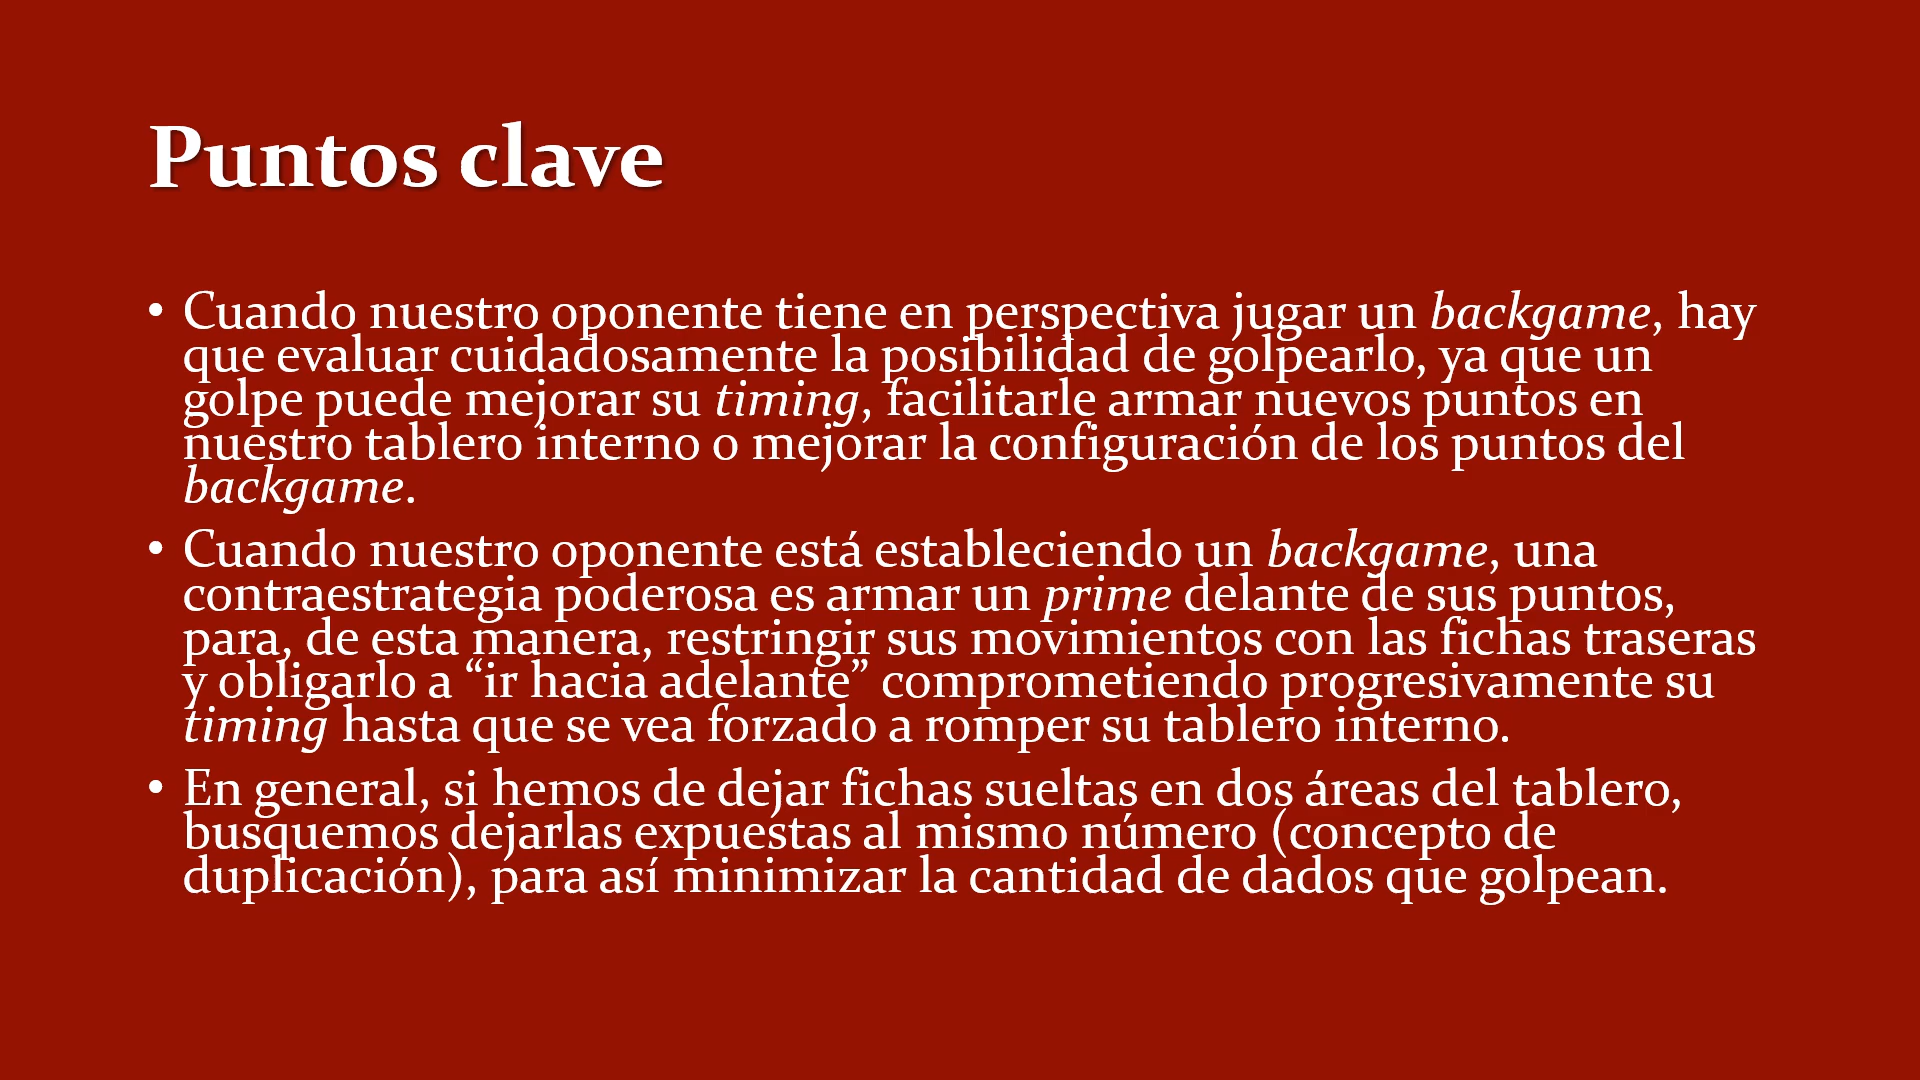 Puntos clave
• Cuando nuestro oponente tiene en perspectiva jugar un backgame, hay
que evaluar cuidadosamente la posibilidad de golpearlo, ya que un
golpe puede mejorar su timing, facilitarle armar nuevos puntos en
nuestro tablero interno o mejorar la configuración de los puntos del
backgame.
• Cuando nuestro oponente está estableciendo un backgame, una
contraestrategia poderosa es armar un prime delante de sus puntos,
para, de esta manera, restringir sus movimientos con las fichas traseras
y obligarlo a “ir hacia adelante” comprometiendo progresivamente su
timing hasta que se vea forzado a romper su tablero interno.
• En general, si hemos de dejar fichas sueltas en dos áreas del tablero,
busquemos dejarlas expuestas al mismo número (concepto de
duplicación), para así minimizar la cantidad de dados que golpean.